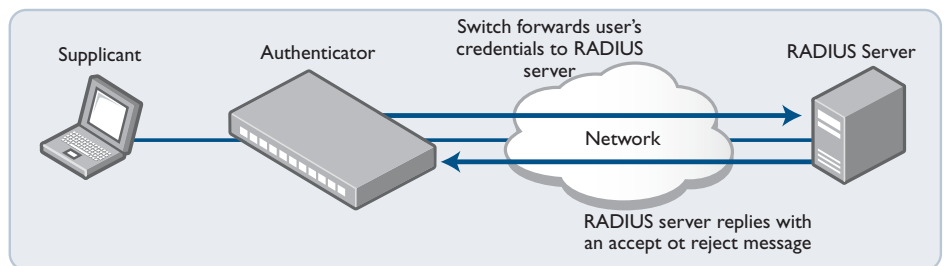 Supplicant
Authenticator
Switch forwards user's
credentials to RADIUS
server
RADIUS Server
Network
RADIUS server replies with
an accept ot reject message